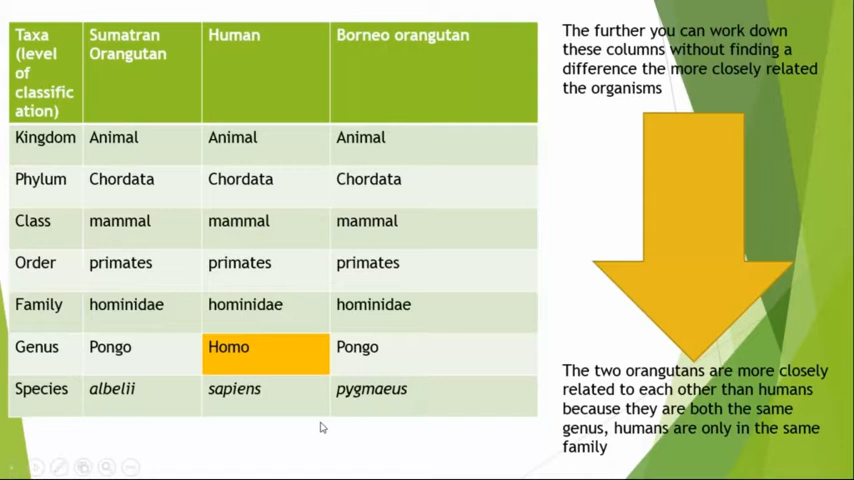 Taxa (level of classific ation) Sumatran Orangutan Human Borneo orangutan
Kingdom Animal Animal Animal
Phylum Chordata Chordata Chordata
Class mammal mammal mammal
Order primates primates primates
Family hominidae hominidae hominidae
Genus Pongo Homo Pongo
Species albelii sapiens pygmaeus
The further you can work down
these columns without finding a
difference the more closely related
the organisms
The two orangutans are more closely
related to each other than humans
because they are both the same
genus, humans are only in the same
family